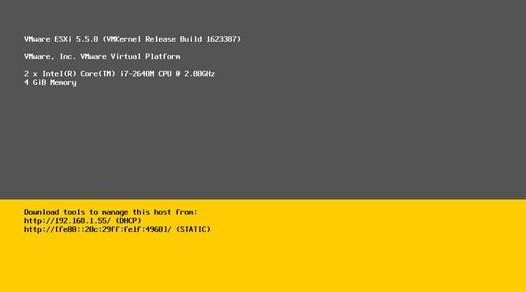 VMware ESXi 5.5.0 (VMKernel Release Build 1623387)
VMware, Inc. VMware Virtual Platform
2 x Intel(R) Core(TM) i7-2640M CPU @ 2.80GHz
4 GiB Memory
Download tools to manage this host from:
http://192.168.1.55/ (DHCP)
http://[fe80::20c:29ff:fe1f:4960]/ (STATIC)